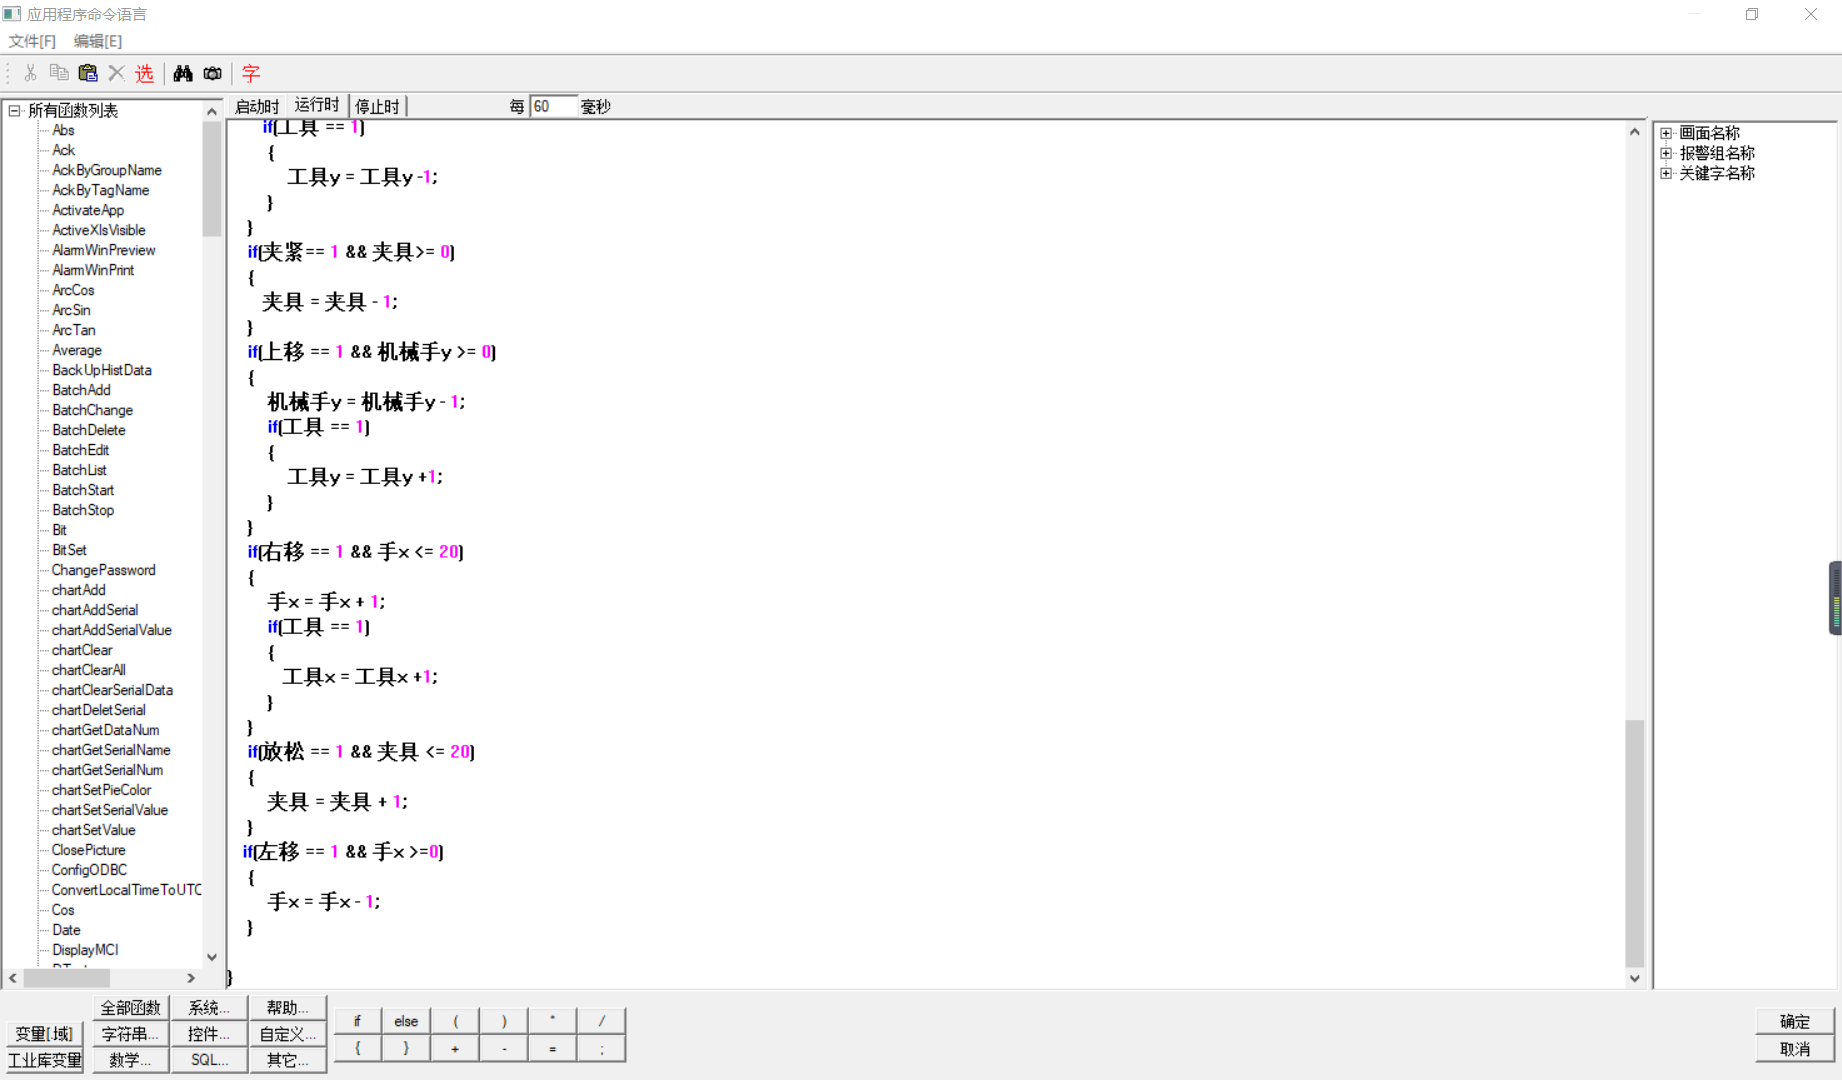 应用程序命令语言
文件[F] 编辑[E]
选 字
所有函数列表
Abs
Ack
AckByGroupName
AckByTagName
ActivateApp
ActiveXlsVisible
AlarmWinPreview
AlarmWinPrint
ArcCos
ArcSin
ArcTan
Average
BackUpHistData
BatchAdd
BatchChange
BatchDelete
BatchEdit
BatchList
BatchStart
BatchStop
Bit
BitSet
ChangePassword
chartAdd
chartAddSerial
chartAddSerialValue
chartClear
chartClearAll
chartClearSerialData
chartDeletSerial
chartGetDataNum
chartGetSerialName
chartGetSerialNum
chartSetPieColor
chartSetSerialValue
chartSetValue
ClosePicture
ConfigODBC
ConvertLocalTimeToUTC
Cos
Date
DisplayMCI
启动时 运行时 停止时 每 60 毫秒
if(工具 == 1)
{
工具y = 工具y -1;
}
}
if(夹紧== 1 && 夹具>= 0)
{
夹具 = 夹具 - 1;
}
if(上移 == 1 && 机械手y >= 0)
{
机械手y = 机械手y - 1;
if(工具 == 1)
{
工具y = 工具y +1;
}
}
if(右移 == 1 && 手x <= 20)
{
手x = 手x + 1;
if(工具 == 1)
{
工具x = 工具x +1;
}
}
if(放松 == 1 && 夹具 <= 20)
{
夹具 = 夹具 + 1;
}
if(左移 == 1 && 手x >=0)
{
手x = 手x - 1;
}
}
画面名称
报警组名称
关键字名称
全部函数 系统... 帮助...
变量[.域] 字符串... 控件... 自定义...
工业库变量 数学... SQL... 其它...
if else ( ) * /
{ } + - = ;
确定
取消